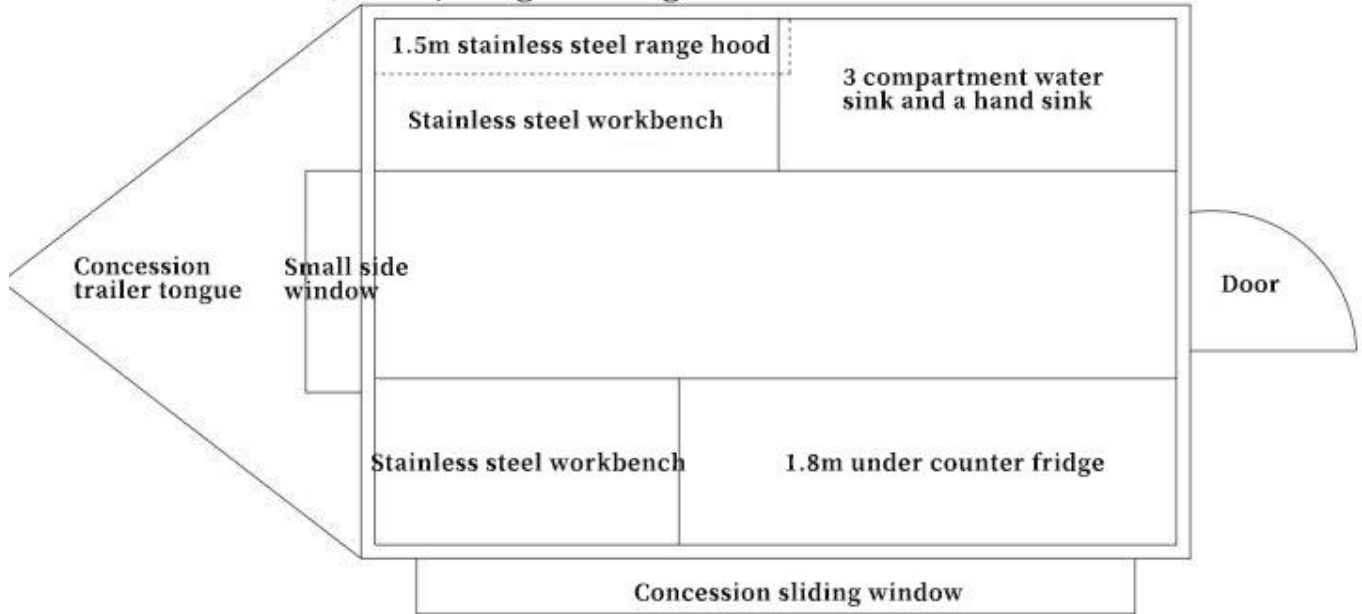 1.5m stainless steel range hood
3 compartment water
sink and a hand sink
Stainless steel workbench
Concession
trailer tongue
Small side
window
Door
Stainless steel workbench
1.8m under counter fridge
Concession sliding window